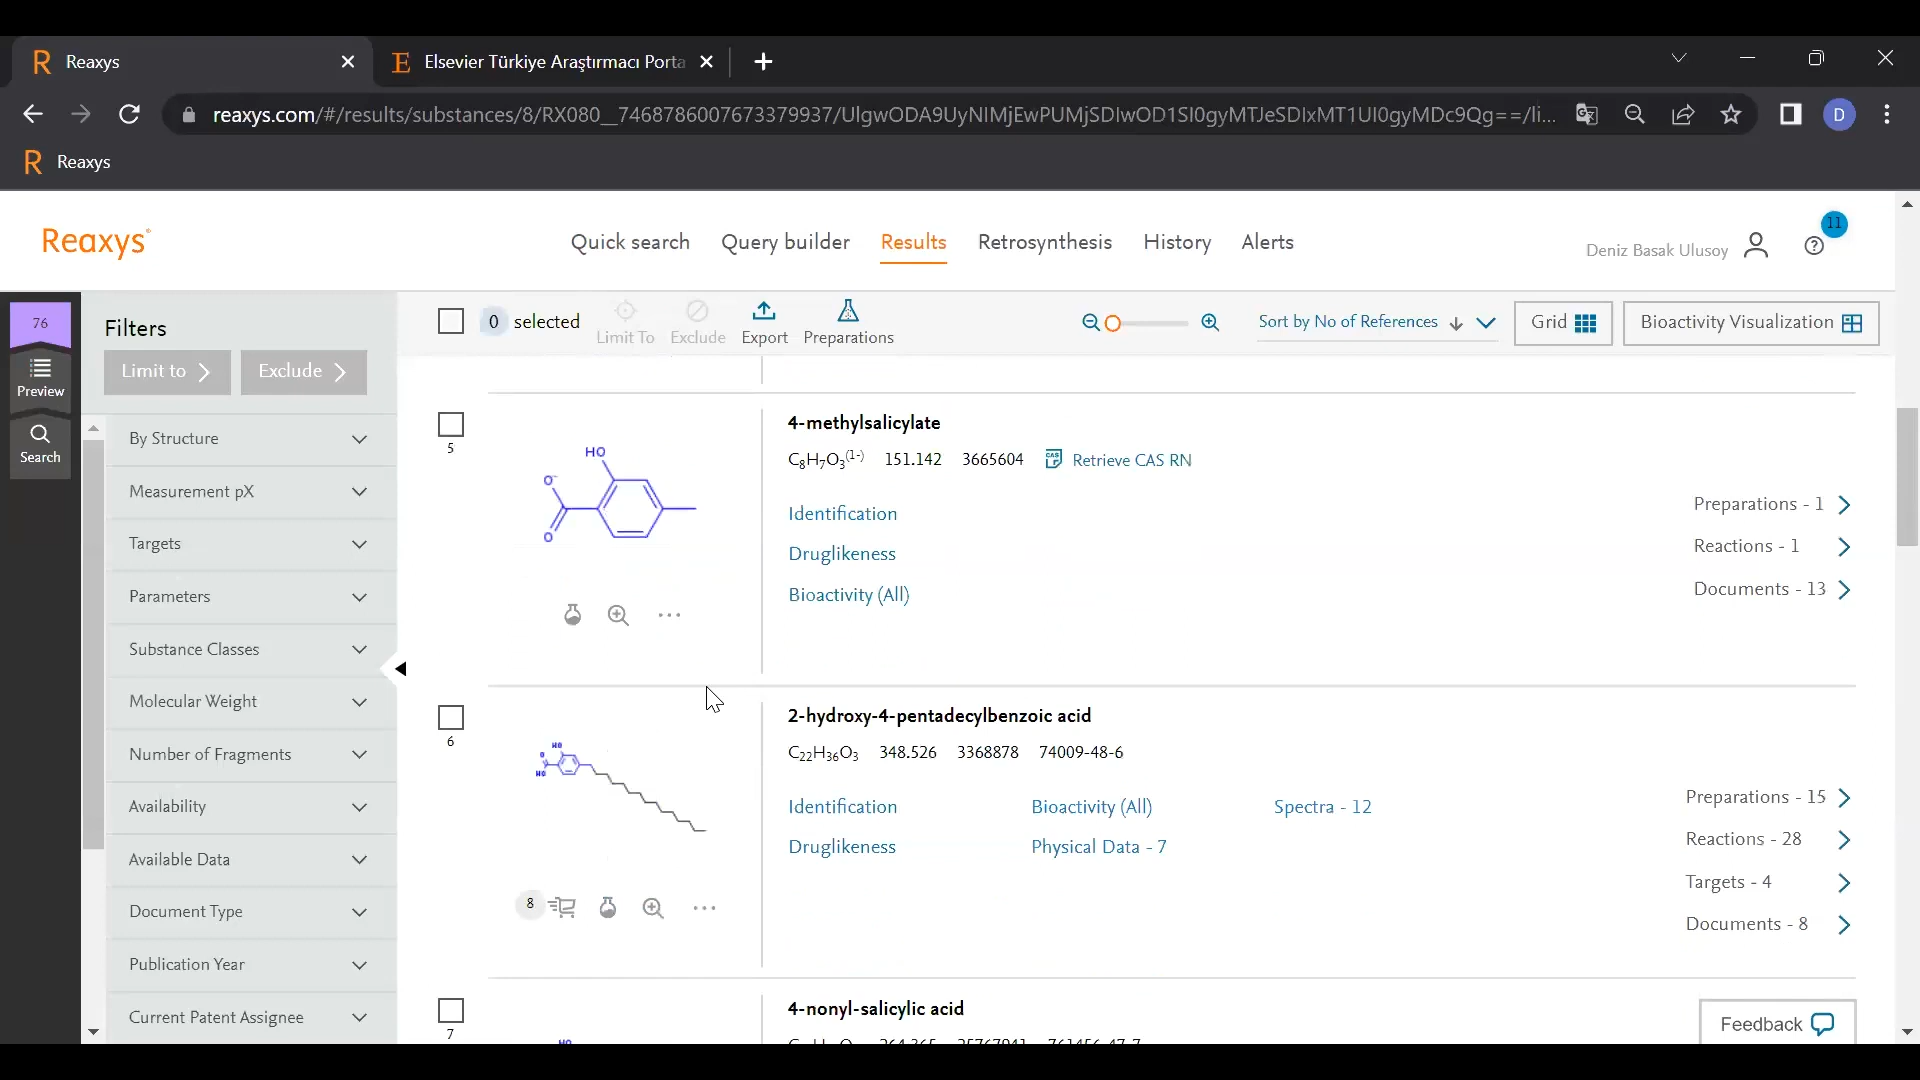 Reaxys
Elsevier Türkiye Araştırmacı Porta
reaxys.com/#/results/substances/8/RX080__7468786007673379937/UlgwODA9UyNIMjEwPUMjSDIwOD1SI0gyMTJeSDIxMT1UI0gyMDc9Qg==/li...
D
Reaxys
Reaxys
Quick search
Query builder
Results
Retrosynthesis
History
Alerts
Deniz Basak Ulusoy
11
76
Preview
Search
Filters
Limit to
Exclude
By Structure
Measurement pX
Targets
Parameters
Substance Classes
Molecular Weight
Number of Fragments
Availability
Available Data
Document Type
Publication Year
Current Patent Assignee
0 selected
Limit To
Exclude
Export
Preparations
Sort by No of References
Grid
Bioactivity Visualization
5
HO
O-
O
4-methylsalicylate
C8H7O3(1-) 151.142 3665604 CAS Retrieve CAS RN
Identification
Druglikeness
Bioactivity (All)
Preparations - 1
Reactions - 1
Documents - 13
6
HO
O
HO
8
2-hydroxy-4-pentadecylbenzoic acid
C22H36O3 348.526 3368878 74009-48-6
Identification Bioactivity (All) Spectra - 12
Druglikeness Physical Data - 7
Preparations - 15
Reactions - 28
Targets - 4
Documents - 8
7
4-nonyl-salicylic acid
Feedback